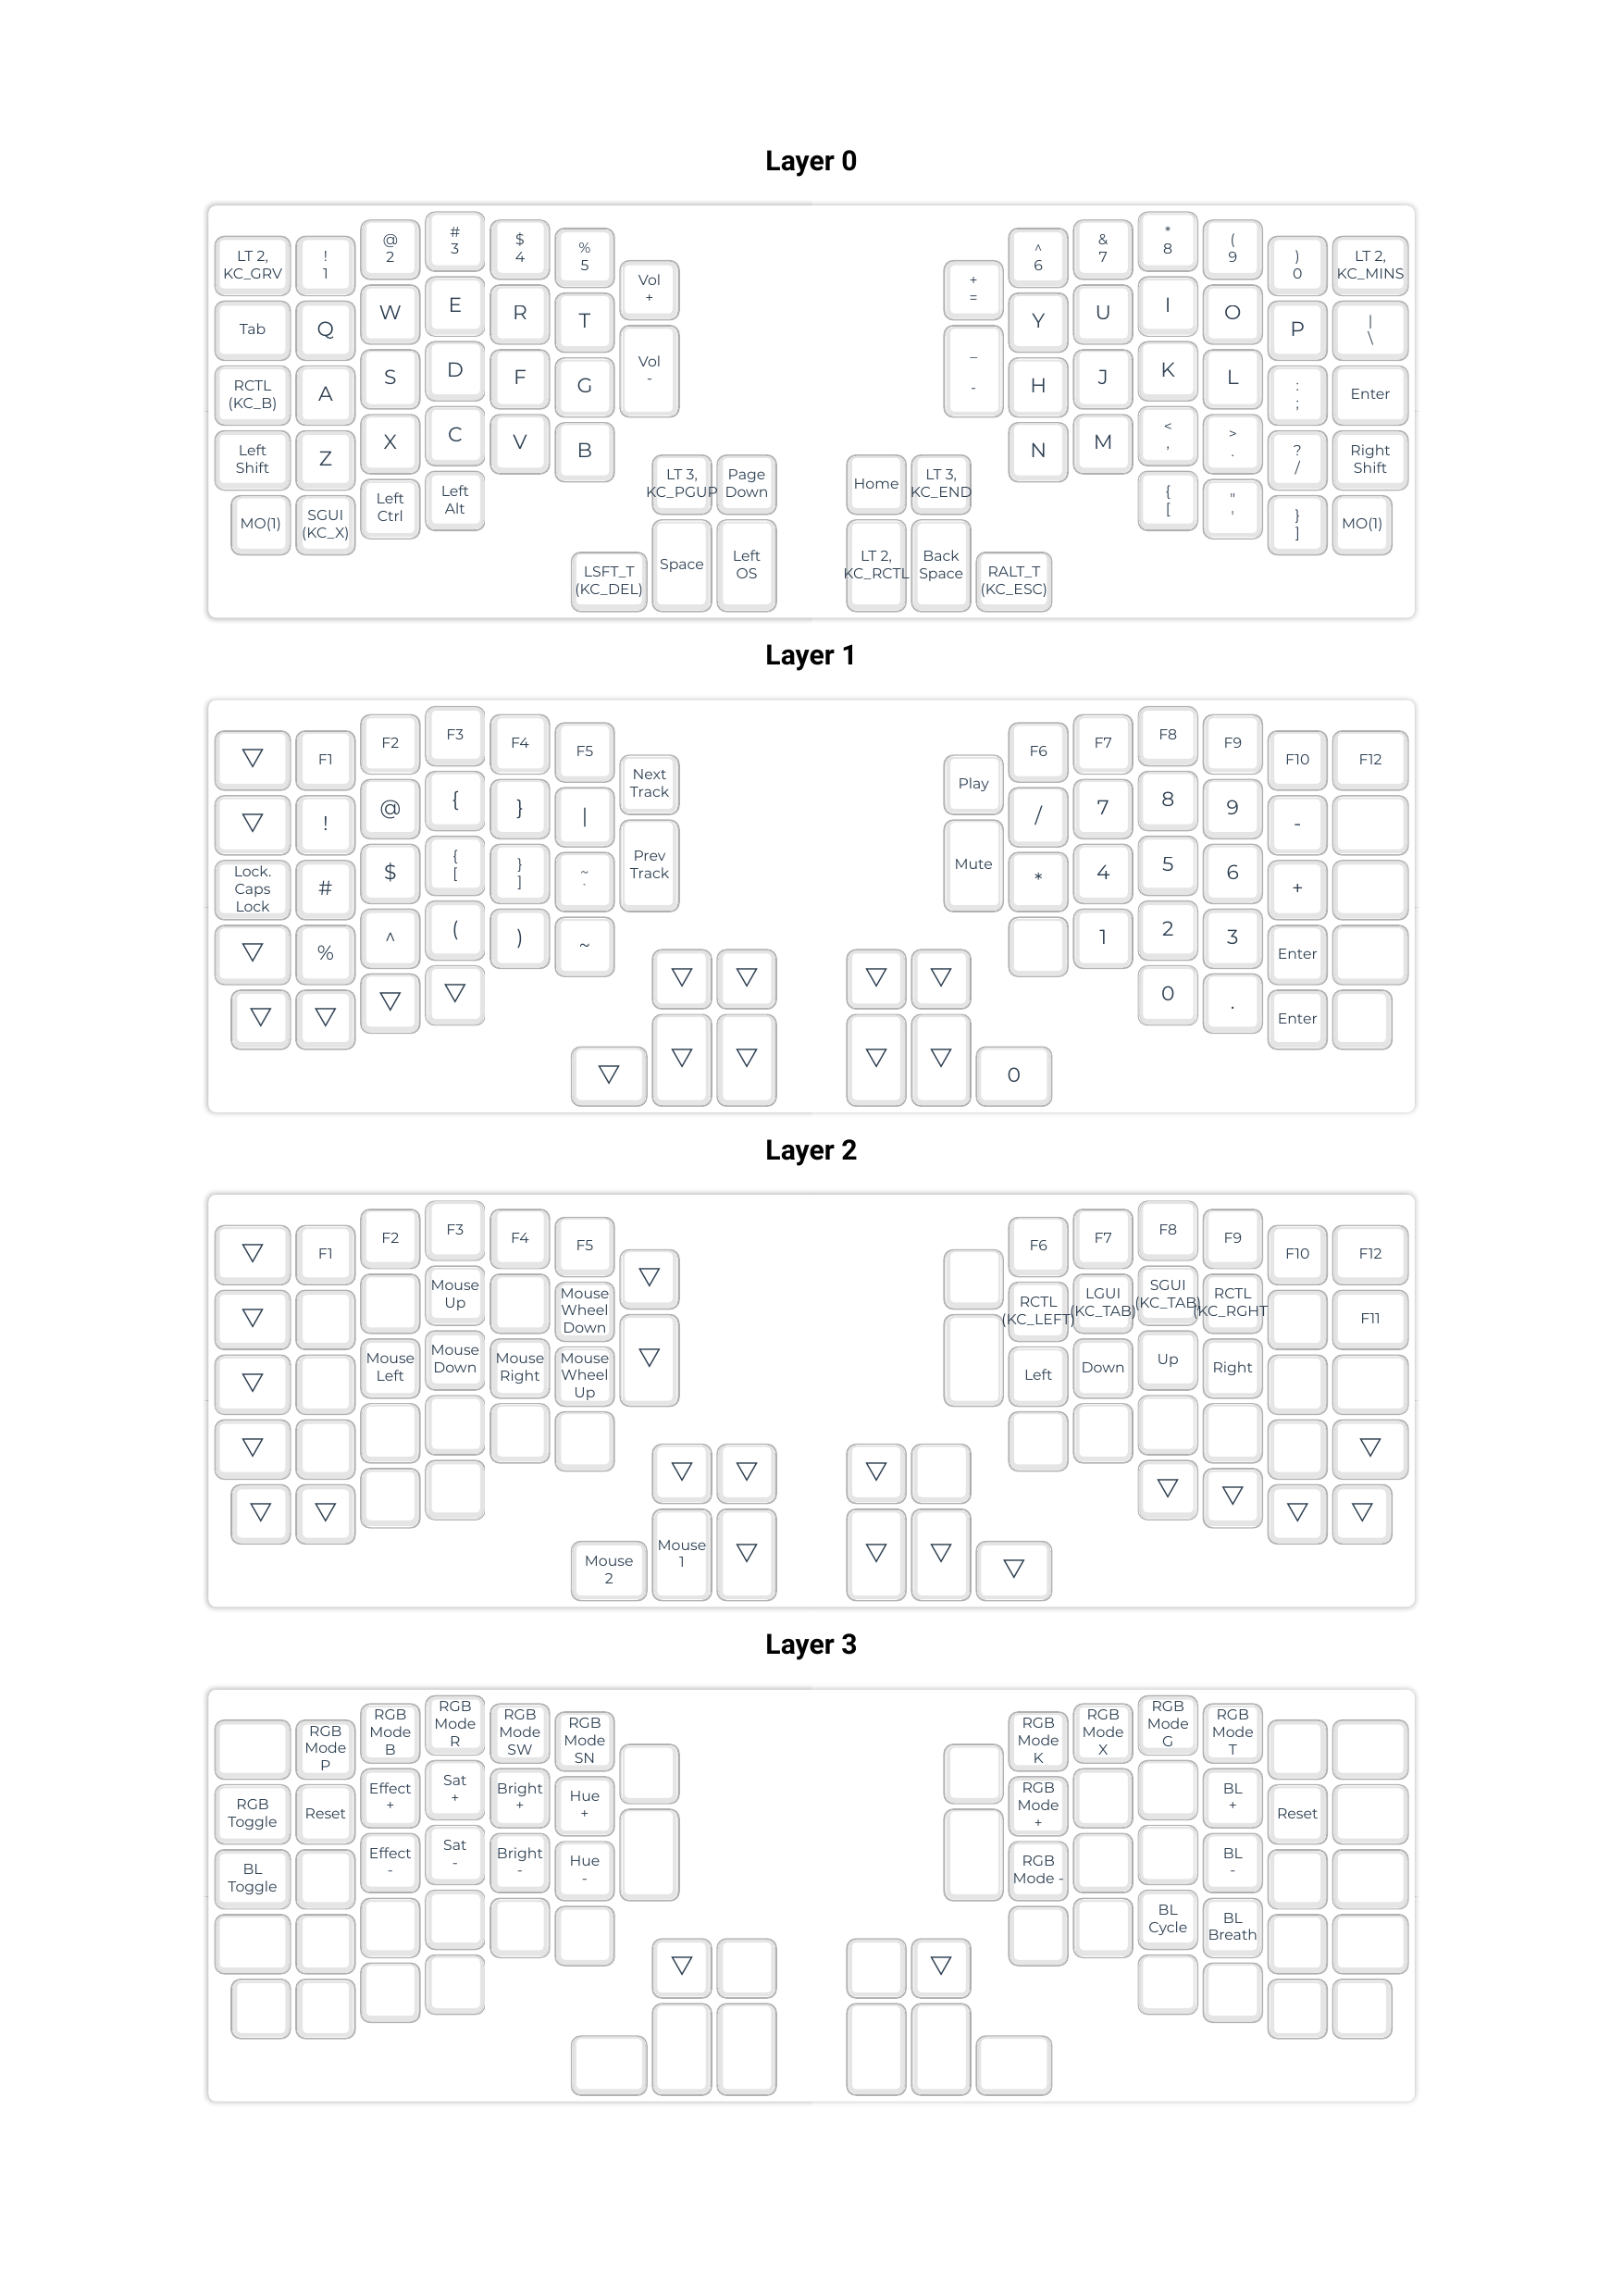 Layer 0
LT 2,
KC_GRV
!
1
@
2
#
3
$
4
%
5
Vol
+
+
=
^
6
&
7
*
8
(
9
)
0
LT 2,
KC_MINS
Tab
Q
W
E
R
T
Vol
-
_
-
Y
U
I
O
P
|
\
RCTL
(KC_B)
A
S
D
F
G
H
J
K
L
:
;
Enter
Left
Shift
Z
X
C
V
B
N
M
<
,
>
.
?
/
Right
Shift
MO(1)
SGUI
(KC_X)
Left
Ctrl
Left
Alt
LT 3,
KC_PGUP
Page
Down
Home
LT 3,
KC_END
{
[
"
'
}
]
MO(1)
LSFT_T
(KC_DEL)
Space
Left
OS
LT 2,
KC_RCTL
Back
Space
RALT_T
(KC_ESC)
Layer 1
▽
F1
F2
F3
F4
F5
Next
Track
Play
F6
F7
F8
F9
F10
F12
▽
!
@
{
}
|
Prev
Track
Mute
/
7
8
9
-
Lock.
Caps
Lock
#
$
{
[
}
]
~
`
*
4
5
6
+
▽
%
^
(
)
~
1
2
3
Enter
▽
▽
▽
▽
▽
▽
▽
▽
0
.
Enter
▽
▽
▽
▽
▽
0
Layer 2
▽
F1
F2
F3
F4
F5
▽
F6
F7
F8
F9
F10
F12
▽
Mouse
Up
Mouse
Wheel
Down
▽
RCTL
(KC_LEFT)
LGUI
(KC_TAB)
SGUI
(KC_TAB)
RCTL
(KC_RGHT
F11
▽
Mouse
Left
Mouse
Down
Mouse
Right
Mouse
Wheel
Up
Left
Down
Up
Right
▽
▽
▽
▽
▽
▽
▽
▽
▽
▽
▽
▽
Mouse
2
Mouse
1
▽
▽
▽
▽
Layer 3
RGB
Mode
P
RGB
Mode
B
RGB
Mode
R
RGB
Mode
SW
RGB
Mode
SN
RGB
Mode
K
RGB
Mode
X
RGB
Mode
G
RGB
Mode
T
RGB
Toggle
Reset
Effect
+
Sat
+
Bright
+
Hue
+
RGB
Mode
+
BL
+
Reset
BL
Toggle
Effect
-
Sat
-
Bright
-
Hue
-
RGB
Mode -
BL
-
BL
Cycle
BL
Breath
▽
▽